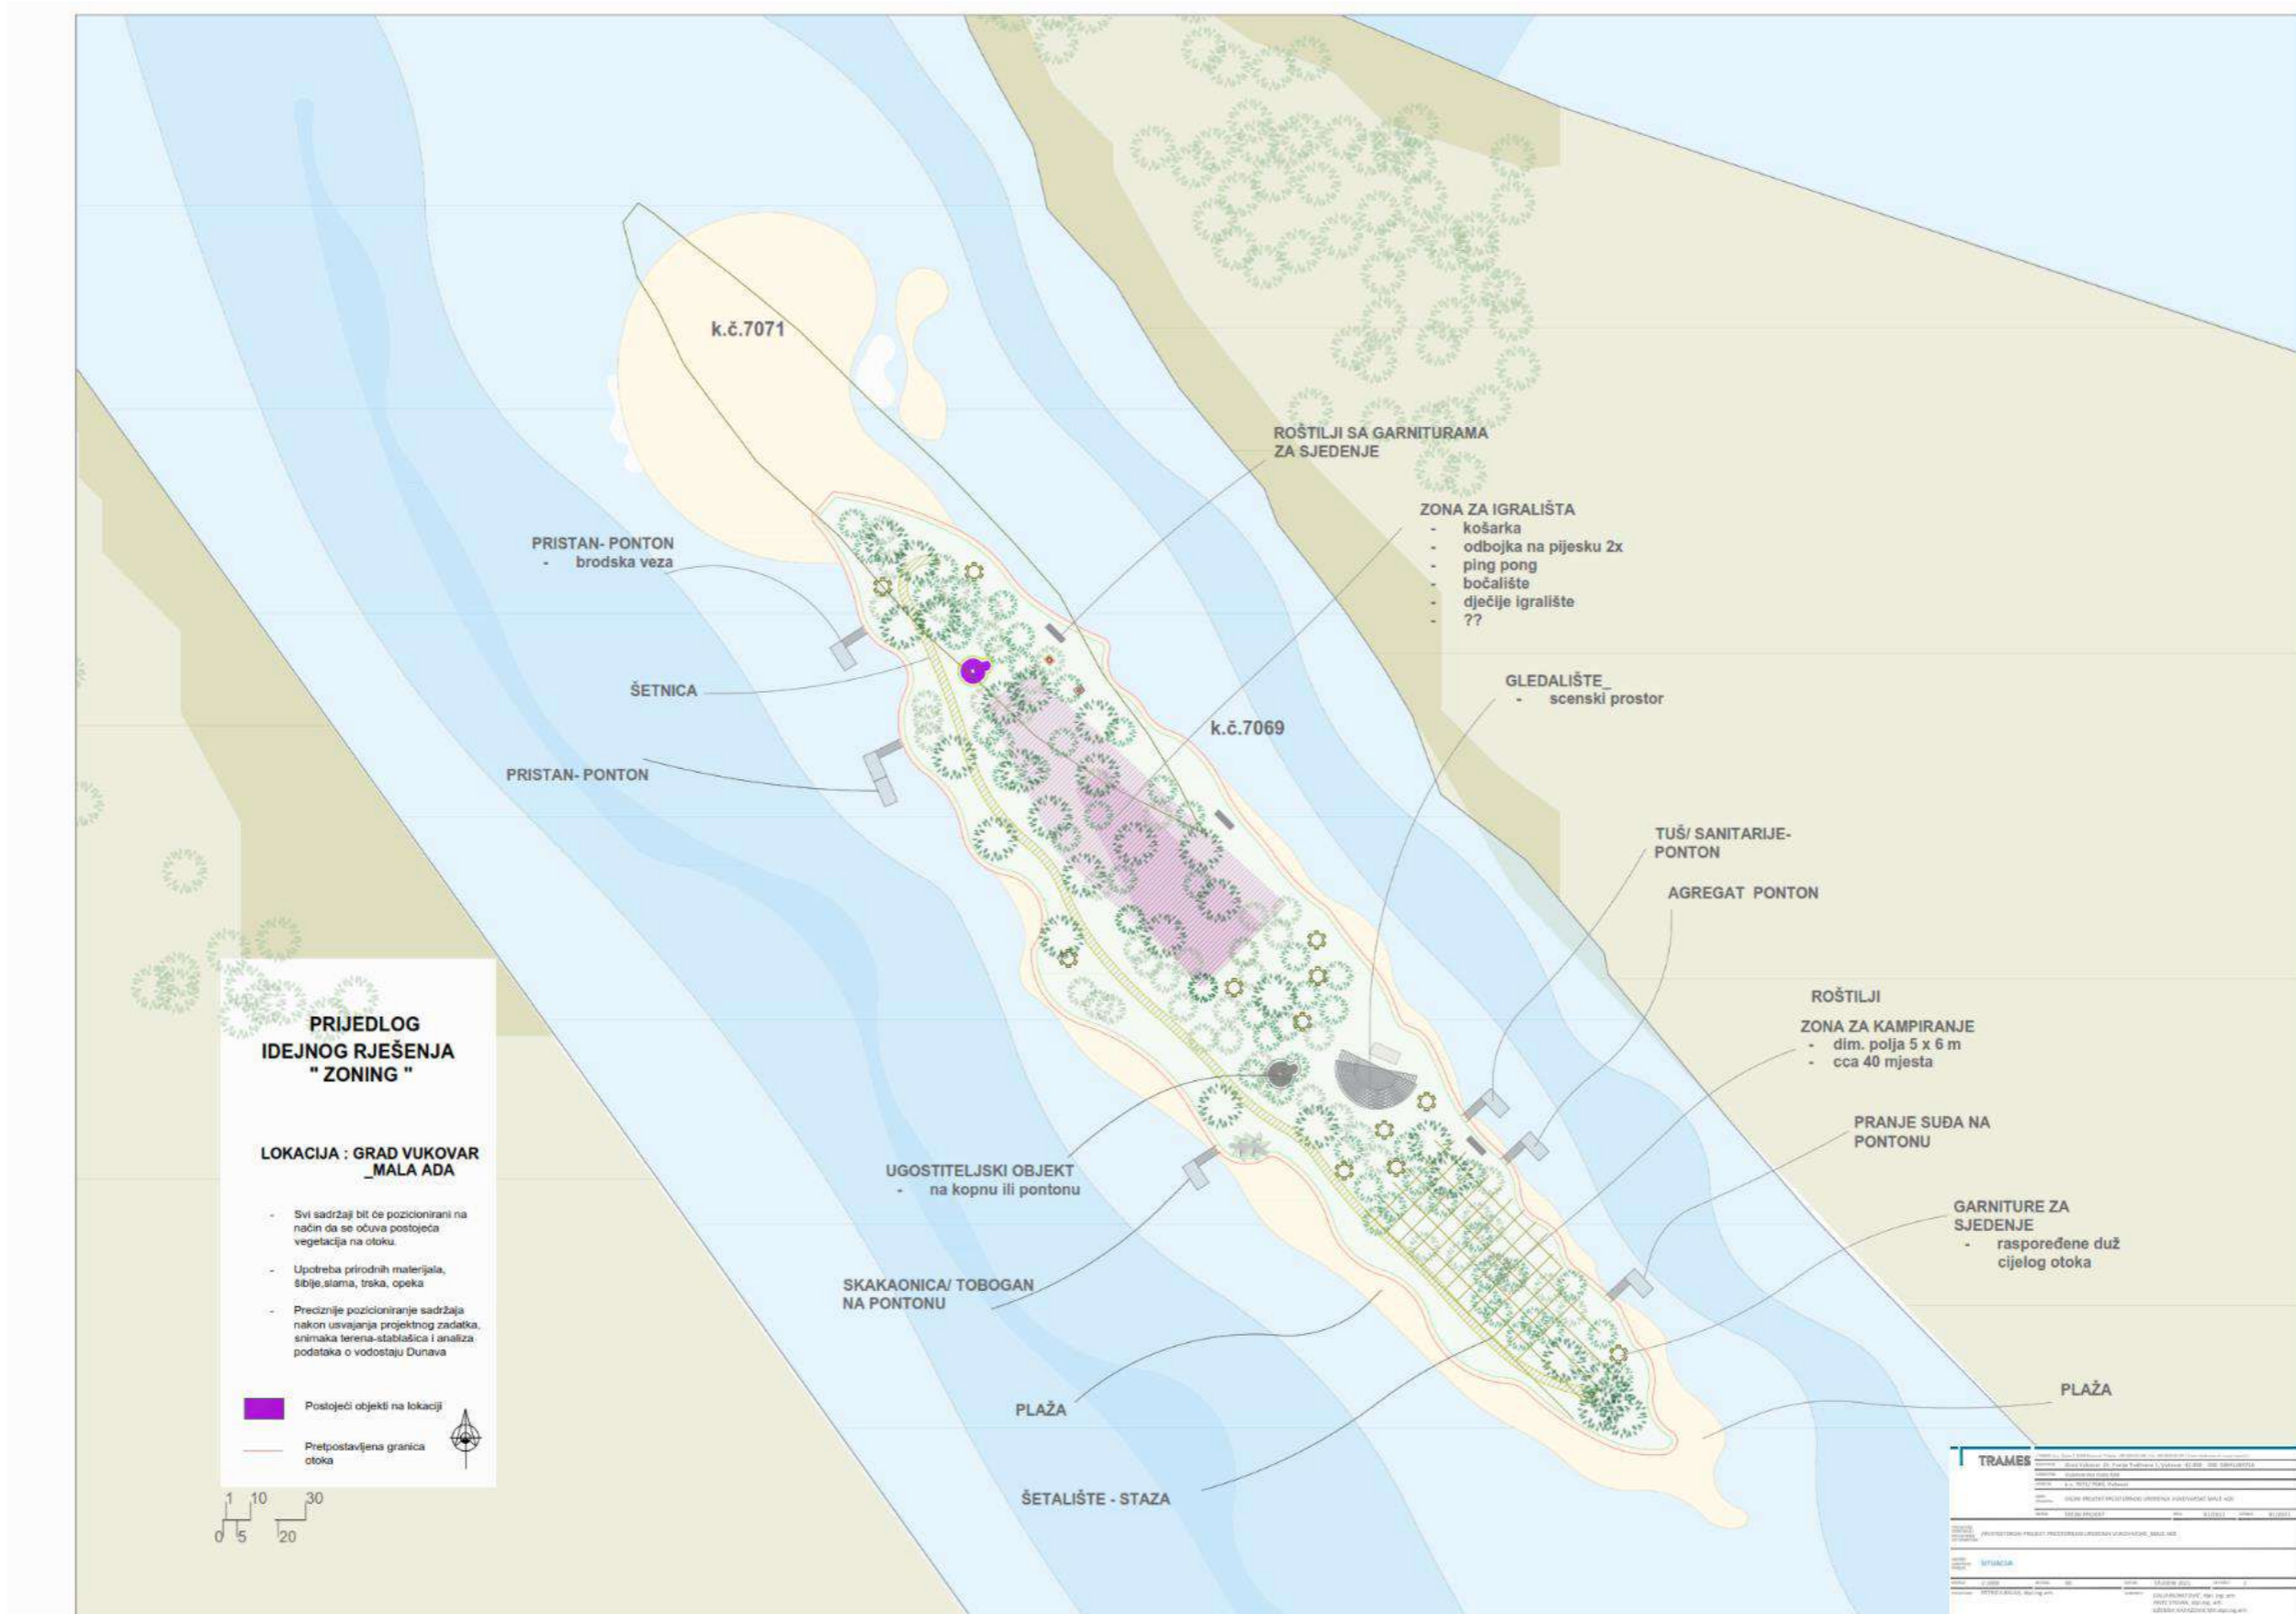 k.č.7071
ROŠTILJI SA GARNITURAMA
ZA SJEDENJE
ZONA ZA IGRALIŠTA
- košarka
- odbojka na pijesku 2x
- ping pong
- bočalište
- dječije igralište
- ??
PRISTAN- PONTON
- brodska veza
ŠETNICA
GLEDALIŠTE_
- scenski prostor
k.č.7069
PRISTAN- PONTON
TUŠ/ SANITARIJE-
PONTON
AGREGAT PONTON
ROŠTILJI
ZONA ZA KAMPIRANJE
- dim. polja 5 x 6 m
- cca 40 mjesta
PRANJE SUĐA NA
PONTONU
UGOSTITELJSKI OBJEKT
- na kopnu ili pontonu
GARNITURE ZA
SJEDENJE
- raspoređene duž
cijelog otoka
SKAKAONICA/ TOBOGAN
NA PONTONU
PLAŽA
PLAŽA
ŠETALIŠTE - STAZA
PRIJEDLOG
IDEJNOG RJEŠENJA
" ZONING "
LOKACIJA : GRAD VUKOVAR
_MALA ADA
- Svi sadržaji bit će pozicionirani na
način da se očuva postojeća
vegetacija na otoku.
- Upotreba prirodnih materijala,
šiblje,slama, trska, opeka
- Preciznije pozicioniranje sadržaja
nakon usvajanja projektnog zadatka,
snimaka terena-stablašica i analiza
podataka o vodostaju Dunava
Postojeći objekti na lokaciji
Pretpostavljena granica
otoka
1 10 30
0 5 20
TRAMES
SITUACIJA